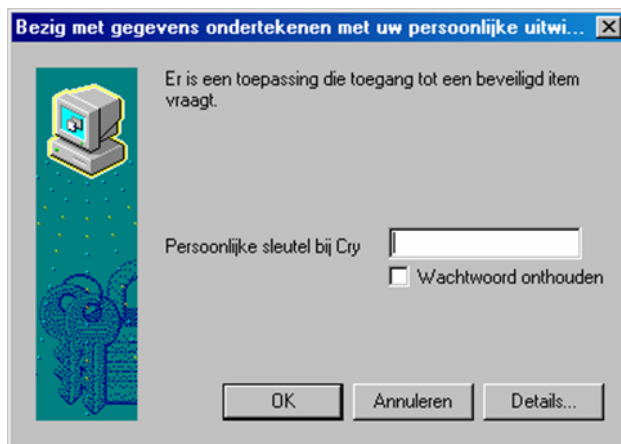 Bezig met gegevens ondertekenen met uw persoonlijke uitwi...
Er is een toepassing die toegang tot een beveiligd item
vraagt.
Persoonlijke sleutel bij Cry
Wachtwoord onthouden
OK
Annuleren
Details...